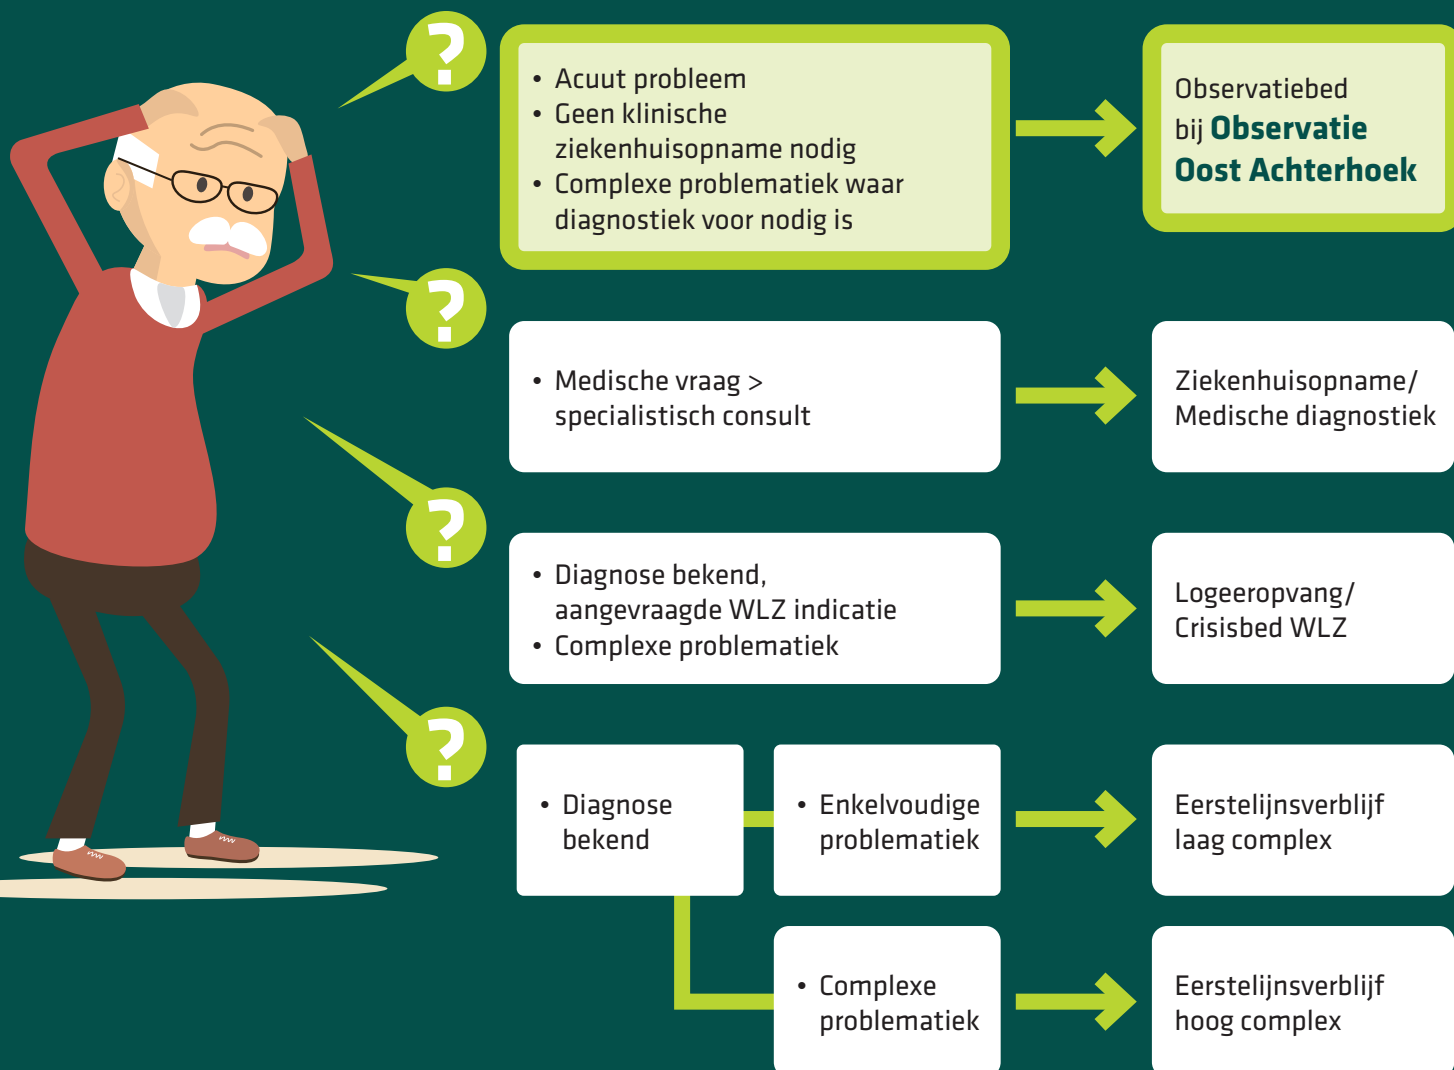 ?
• Acuut probleem
• Geen klinische
ziekenhuisopname nodig
• Complexe problematiek waar
diagnostiek voor nodig is
Observatiebed
bij Observatie
Oost Achterhoek
?
• Medische vraag >
specialistisch consult
Ziekenhuisopname/
Medische diagnostiek
?
• Diagnose bekend,
aangevraagde WLZ indicatie
• Complexe problematiek
Logeeropvang/
Crisisbed WLZ
?
• Diagnose
bekend
• Enkelvoudige
problematiek
Eerstelijnsverblijf
laag complex
• Complexe
problematiek
Eerstelijnsverblijf
hoog complex